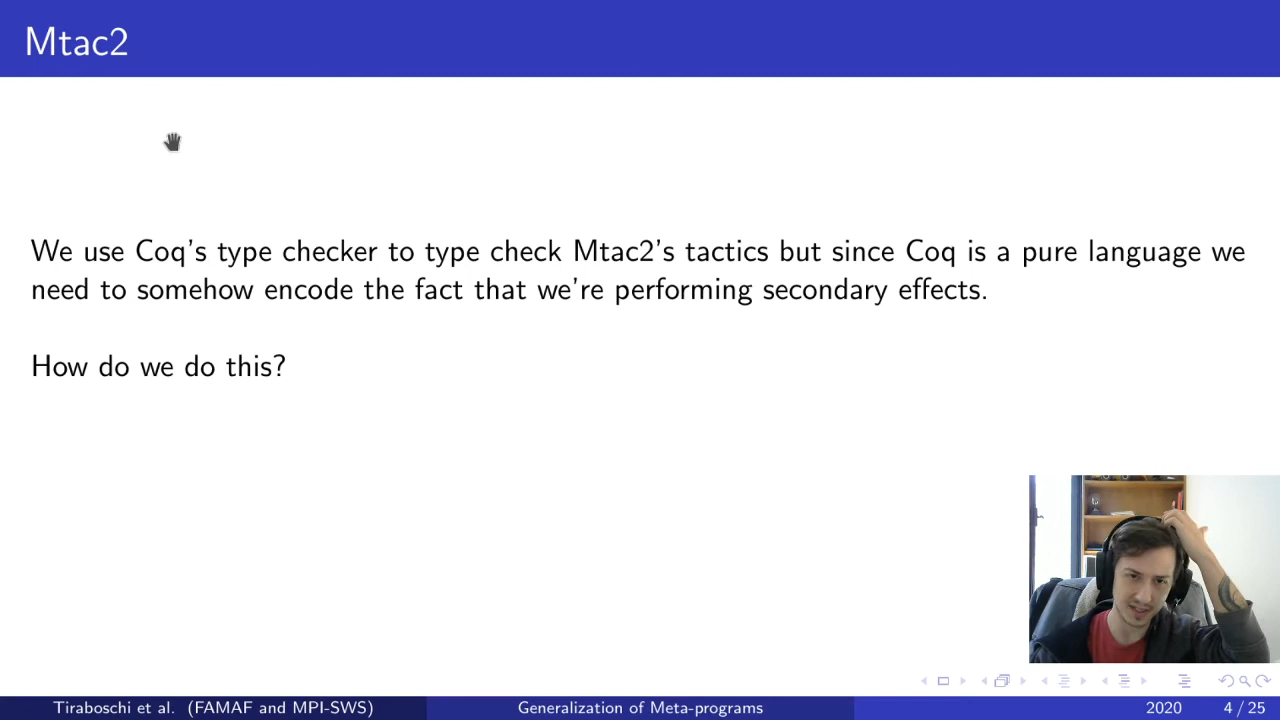 Mtac2
We use Coq's type checker to type check Mtac2's tactics but since Coq is a pure language we
need to somehow encode the fact that we're performing secondary effects.
How do we do this?
Tiraboschi et al. (FAMAF and MPI-SWS) Generalization of Meta-programs 2020 4 / 25